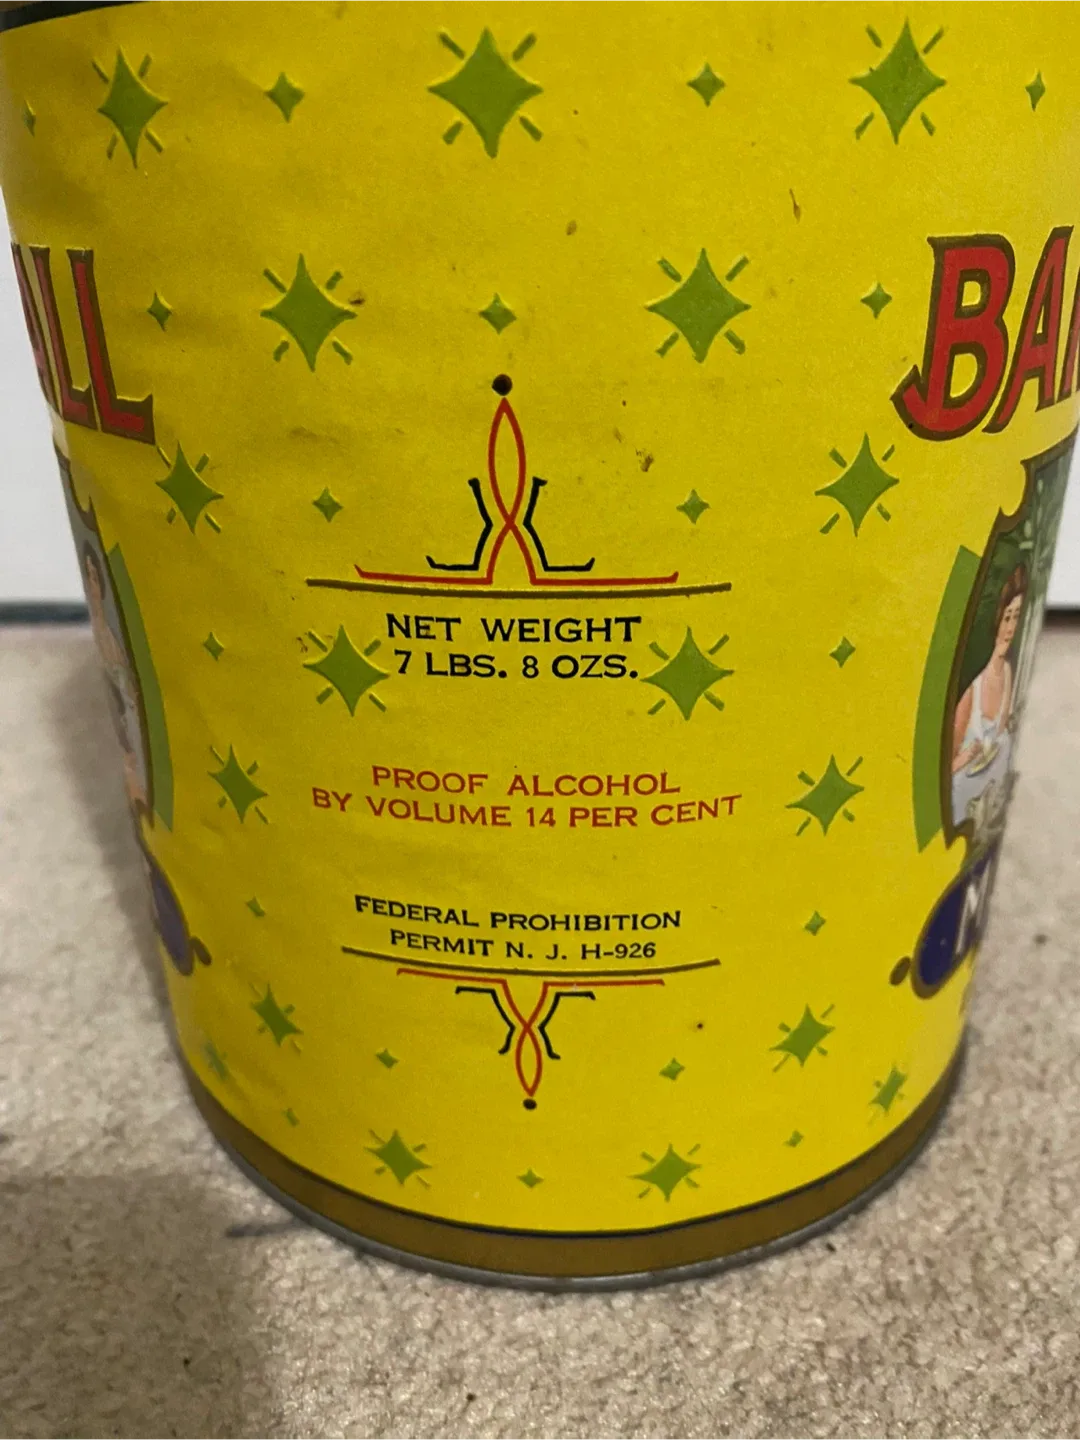 NET WEIGHT
7 LBS. 8 OZS.
PROOF ALCOHOL
BY VOLUME 14 PER CENT
FEDERAL PROHIBITION
PERMIT N. J. H-926